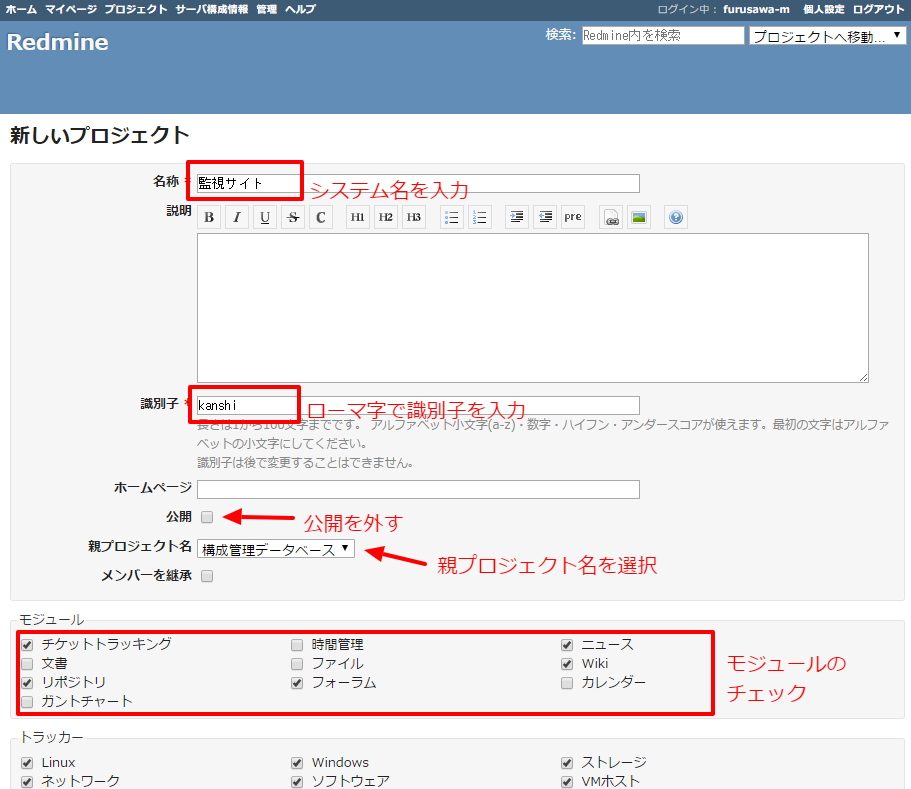 ホーム マイページ プロジェクト サーバ構成情報 管理 ヘルプ ログイン中： furusawa-m 個人設定 ログアウト
Redmine 検索: Redmine内を検索 プロジェクトへ移動...
新しいプロジェクト
名称 * 監視サイト システム名を入力
説明 B I U S C H1 H2 H3 pre
識別子 * kanshi ローマ字で識別子を入力
長さは1から100文字までです。 アルファベット小文字(a-z)・数字・ハイフン・アンダースコアが使えます。最初の文字はアルファ
ベットの小文字にしてください。
識別子は後で変更することはできません。
ホームページ
公開 公開を外す
親プロジェクト名 構成管理データベース 親プロジェクト名を選択
メンバーを継承
モジュール
チケットトラッキング 時間管理 ニュース
文書 ファイル Wiki
リポジトリ フォーラム カレンダー
ガントチャート
モジュールの
チェック
トラッカー
Linux Windows ストレージ
ネットワーク ソフトウェア VMホスト